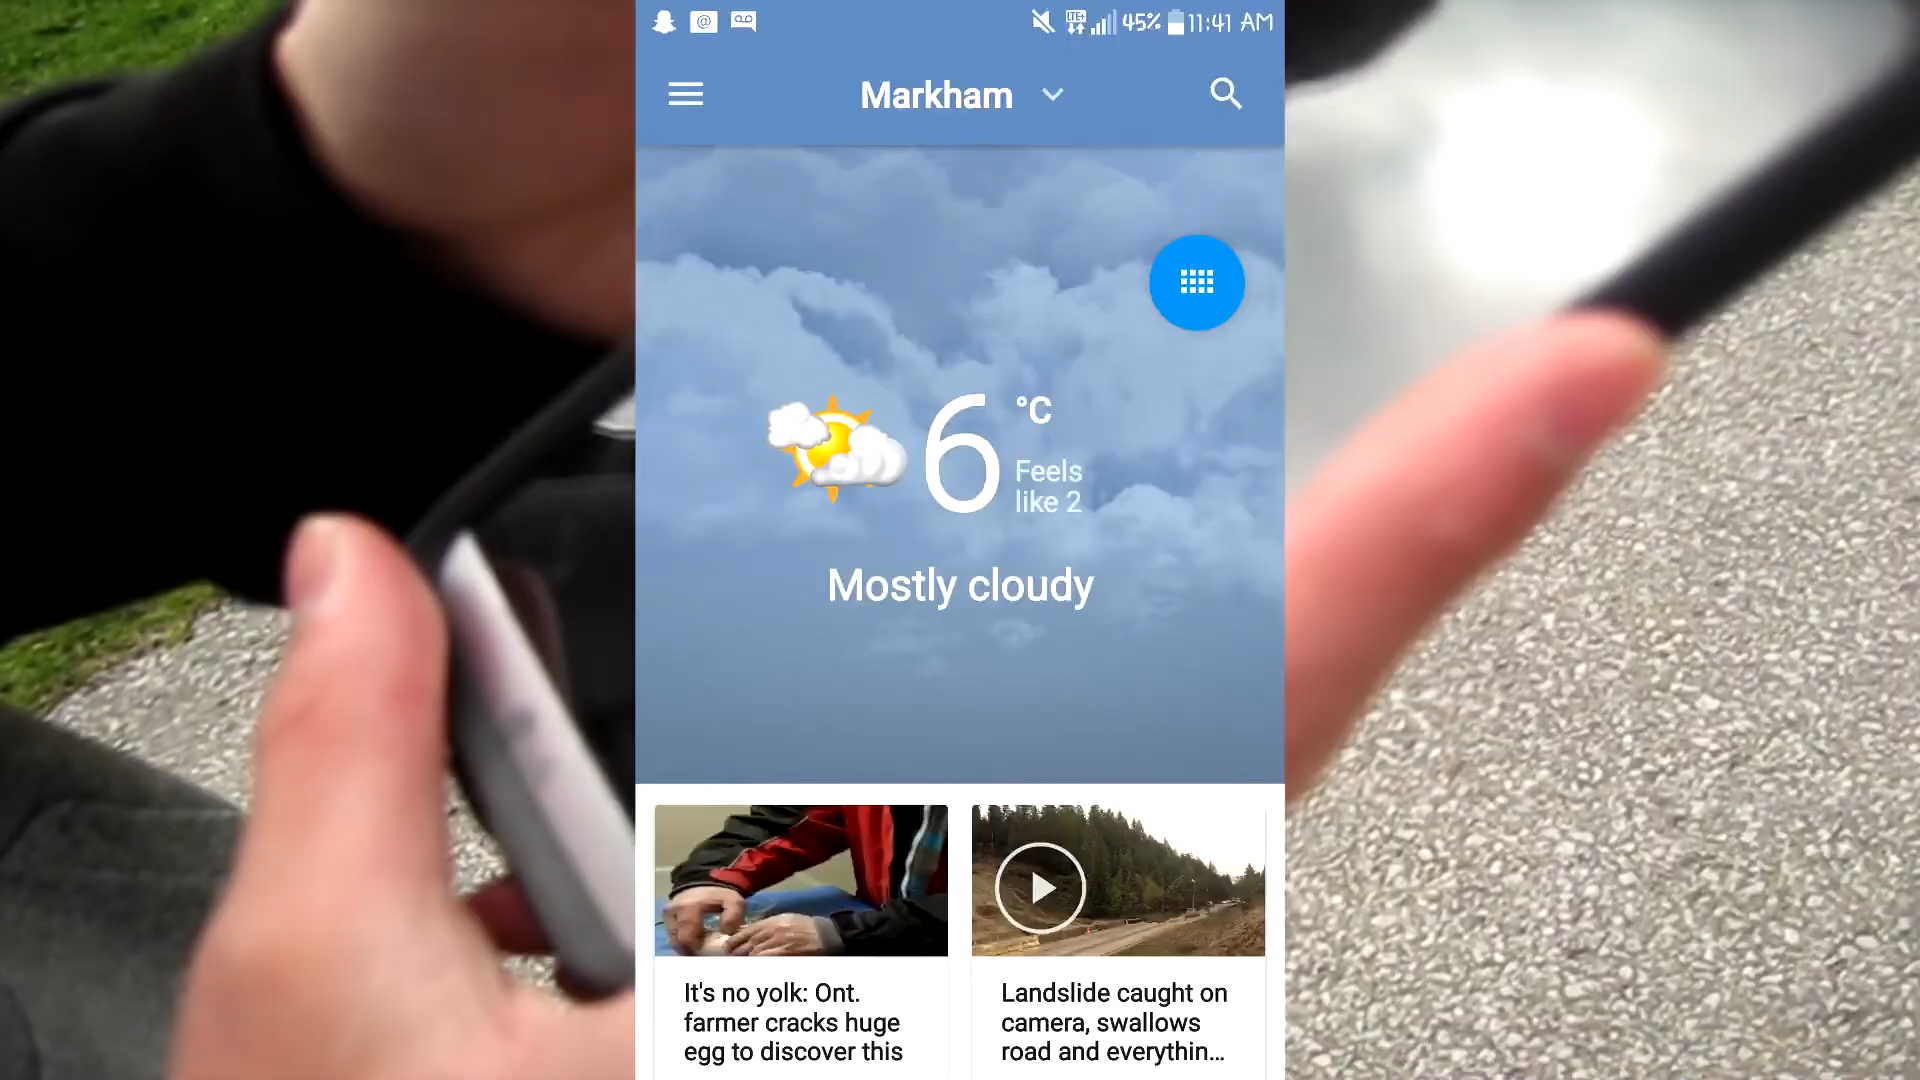 45% 11:41 AM
Markham
6 °C
Feels
like 2
Mostly cloudy
It's no yolk: Ont.
farmer cracks huge
egg to discover this
Landslide caught on
camera, swallows
road and everythin...